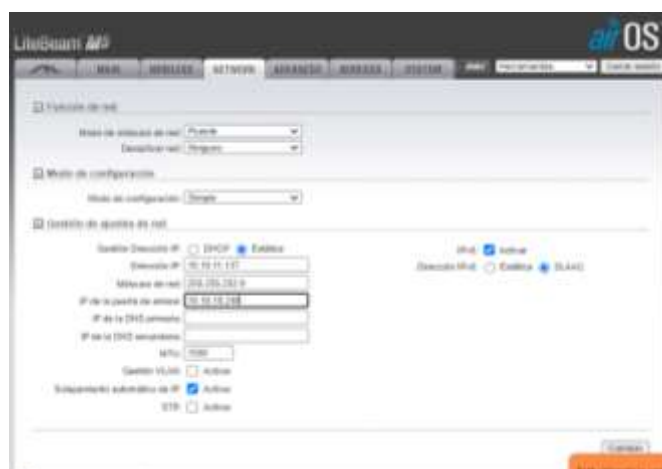 LiteBeam M5
airOS
MAIN WIRELESS NETWORK ADVANCED SERVICES SYSTEM Herramientas
Función de red
Modo de máscara de red: Puente
Desactivar red: Ninguno
Modo de configuración
Modo de configuración: Simple
Gestión de ajustes de red
Gestión Dirección IP: DHCP Estática
IPv6: Activar
Dirección IP:
Dirección IPv6: Estática SLAAC
Máscara de red:
IP de la puerta de enlace:
IP de la DNS primaria:
IP de la DNS secundaria:
MTU: 1500
Gestión VLAN: Activar
Solapamiento automático de IP: Activar
STP: Activar
Cambiar